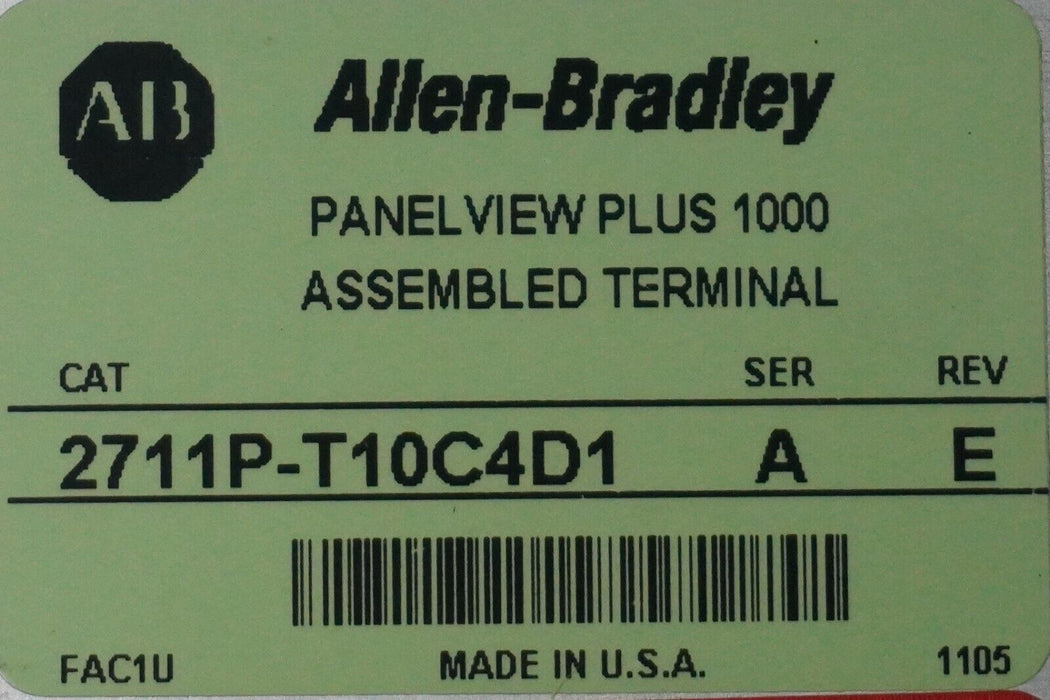 AB Allen-Bradley
PANELVIEW PLUS 1000
ASSEMBLED TERMINAL
CAT SER REV
2711P-T10C4D1 A E
FAC1U MADE IN U.S.A. 1105